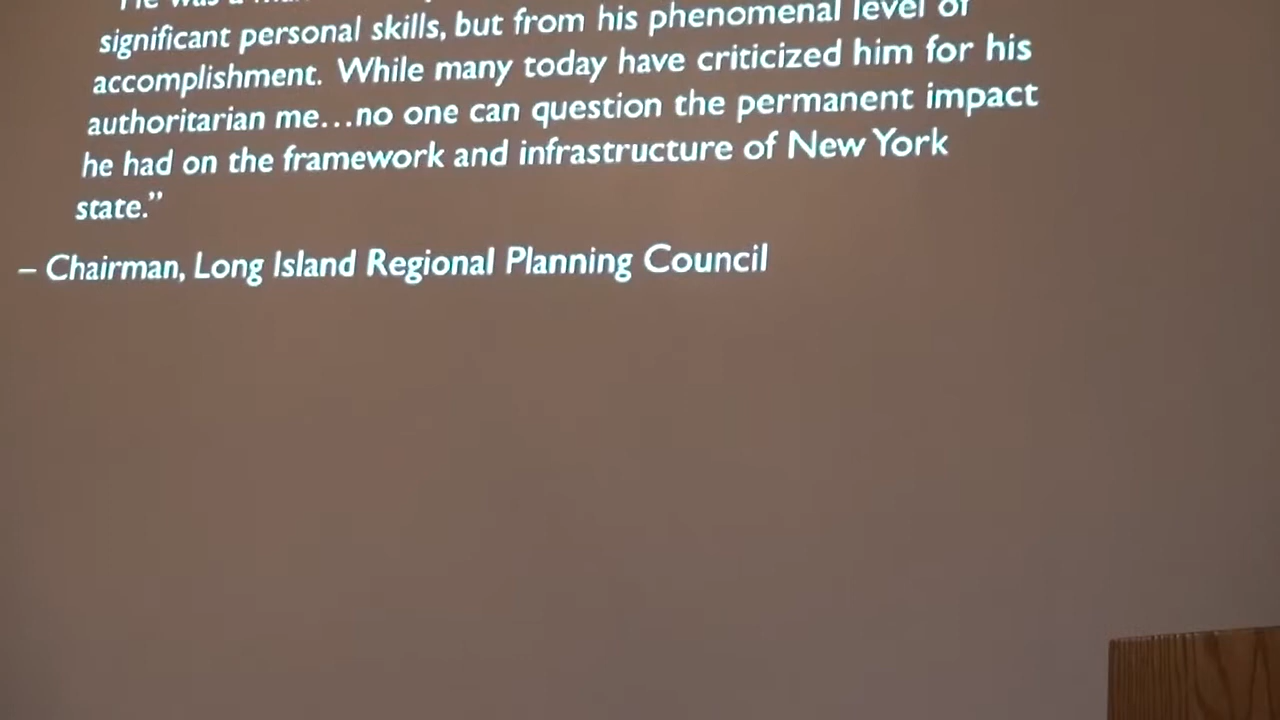 "He was a
significant personal skills, but from his phenomenal level of
accomplishment. While many today have criticized him for his
authoritarian me…no one can question the permanent impact
he had on the framework and infrastructure of New York
state.”
– Chairman, Long Island Regional Planning Council